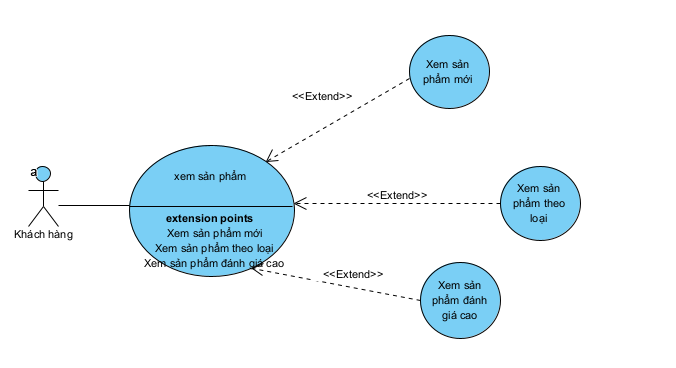 Xem sản
phẩm mới
<<Extend>>
a
Khách hàng
xem sản phẩm
extension points
Xem sản phẩm mới
Xem sản phẩm theo loại
Xem sản phẩm đánh giá cao
<<Extend>>
Xem sản
phẩm theo
loại
<<Extend>>
Xem sản
phẩm đánh
giá cao